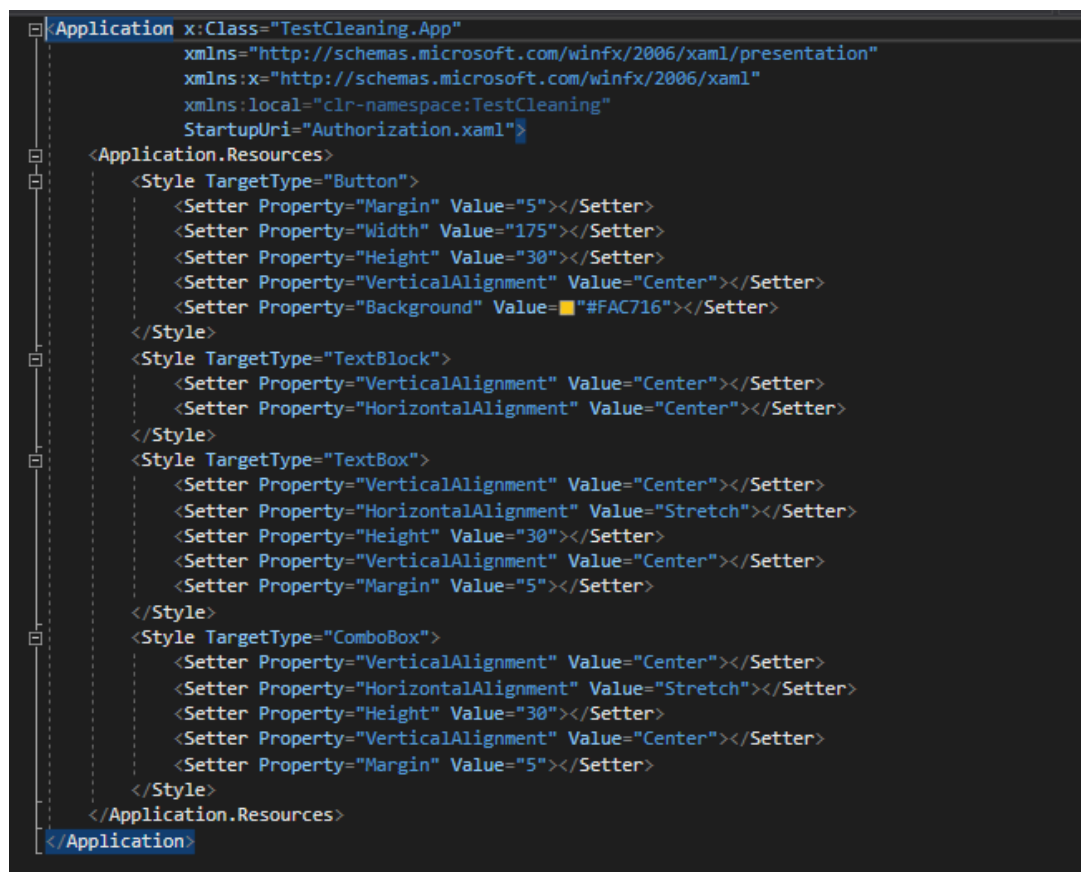 <Application x:Class="TestCleaning.App"
xmlns="http://schemas.microsoft.com/winfx/2006/xaml/presentation"
xmlns:x="http://schemas.microsoft.com/winfx/2006/xaml"
xmlns:local="clr-namespace:TestCleaning"
StartupUri="Authorization.xaml">
<Application.Resources>
<Style TargetType="Button">
<Setter Property="Margin" Value="5"></Setter>
<Setter Property="Width" Value="175"></Setter>
<Setter Property="Height" Value="30"></Setter>
<Setter Property="VerticalAlignment" Value="Center"></Setter>
<Setter Property="Background" Value="#FAC716"></Setter>
</Style>
<Style TargetType="TextBlock">
<Setter Property="VerticalAlignment" Value="Center"></Setter>
<Setter Property="HorizontalAlignment" Value="Center"></Setter>
</Style>
<Style TargetType="TextBox">
<Setter Property="VerticalAlignment" Value="Center"></Setter>
<Setter Property="HorizontalAlignment" Value="Stretch"></Setter>
<Setter Property="Height" Value="30"></Setter>
<Setter Property="VerticalAlignment" Value="Center"></Setter>
<Setter Property="Margin" Value="5"></Setter>
</Style>
<Style TargetType="ComboBox">
<Setter Property="VerticalAlignment" Value="Center"></Setter>
<Setter Property="HorizontalAlignment" Value="Stretch"></Setter>
<Setter Property="Height" Value="30"></Setter>
<Setter Property="VerticalAlignment" Value="Center"></Setter>
<Setter Property="Margin" Value="5"></Setter>
</Style>
</Application.Resources>
</Application>